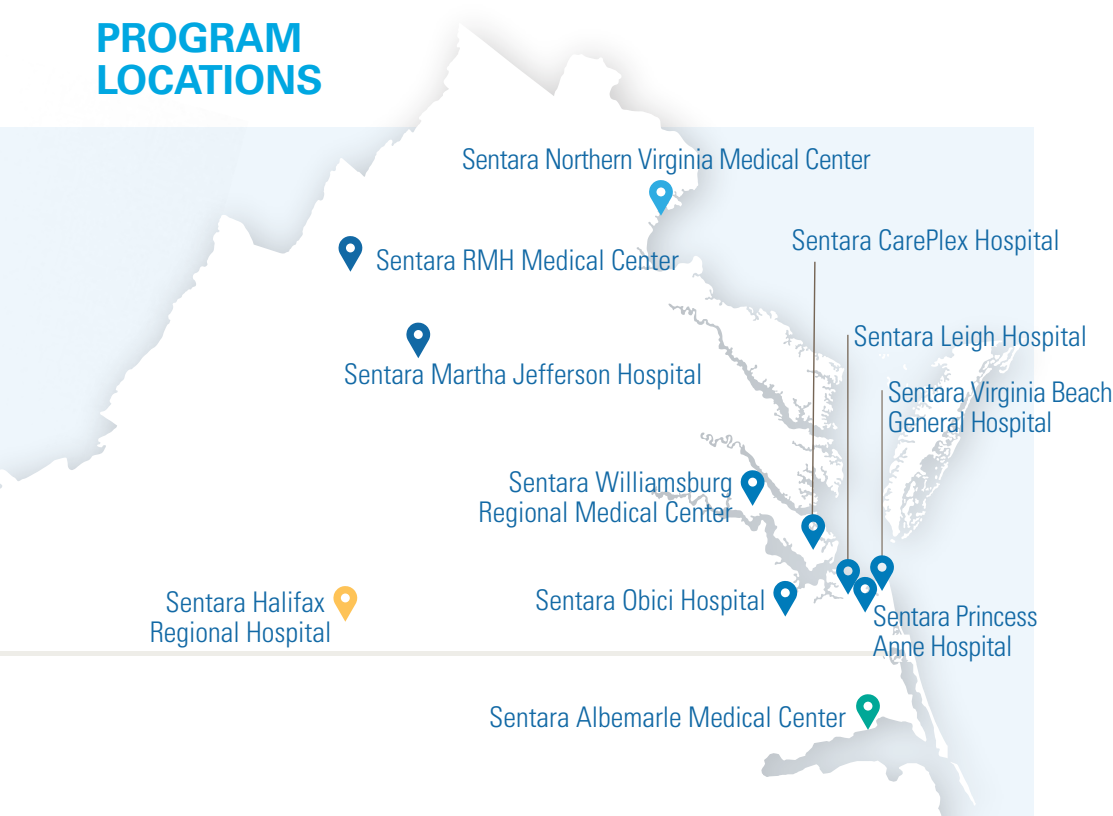 PROGRAM
LOCATIONS
Sentara Northern Virginia Medical Center
Sentara CarePlex Hospital
Sentara RMH Medical Center
Sentara Leigh Hospital
Sentara Martha Jefferson Hospital
Sentara Virginia Beach
General Hospital
Sentara Williamsburg
Regional Medical Center
Sentara Halifax
Regional Hospital
Sentara Obici Hospital
Sentara Princess
Anne Hospital
Sentara Albemarle Medical Center